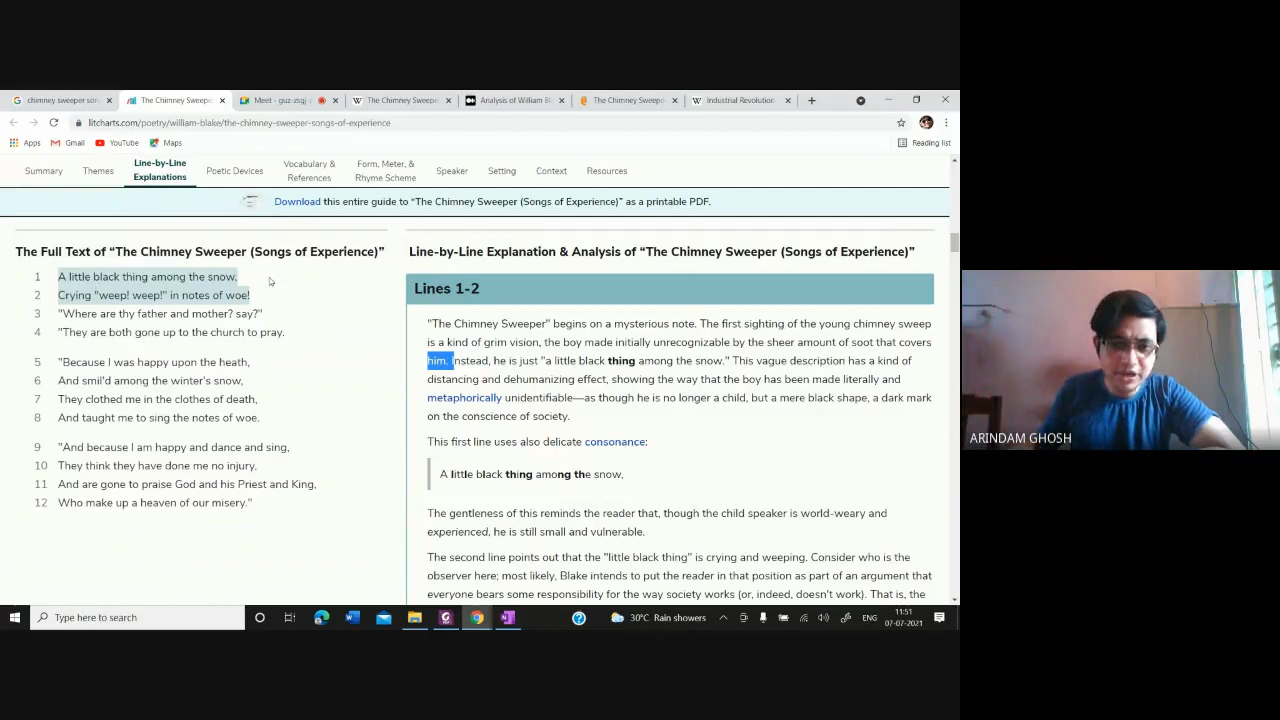 chimney sweeper son
The Chimney Sweepe
Meet - guz-zsgj-
The Chimney Sweepe
Analysis of William Bl
The Chimney Sweepe
Industrial Revolution
litcharts.com/poetry/william-blake/the-chimney-sweeper-songs-of-experience
Apps
Gmail
YouTube
Maps
Reading list
Summary
Themes
Line-by-Line
Explanations
Poetic Devices
Vocabulary &
References
Form, Meter, &
Rhyme Scheme
Speaker
Setting
Context
Resources
Download this entire guide to “The Chimney Sweeper (Songs of Experience)” as a printable PDF.
The Full Text of “The Chimney Sweeper (Songs of Experience)”
1 A little black thing among the snow,
2 Crying "weep! weep!" in notes of woe!
3 "Where are thy father and mother? say?"
4 "They are both gone up to the church to pray.
5 "Because I was happy upon the heath,
6 And smil'd among the winter's snow,
7 They clothed me in the clothes of death,
8 And taught me to sing the notes of woe.
9 "And because I am happy and dance and sing,
10 They think they have done me no injury,
11 And are gone to praise God and his Priest and King,
12 Who make up a heaven of our misery."
Line-by-Line Explanation & Analysis of “The Chimney Sweeper (Songs of Experience)”
Lines 1-2
"The Chimney Sweeper" begins on a mysterious note. The first sighting of the young chimney sweep
is a kind of grim vision, the boy made initially unrecognizable by the sheer amount of soot that covers
him. Instead, he is just "a little black thing among the snow." This vague description has a kind of
distancing and dehumanizing effect, showing the way that the boy has been made literally and
metaphorically unidentifiable—as though he is no longer a child, but a mere black shape, a dark mark
on the conscience of society.
This first line uses also delicate consonance:
A little black thing among the snow,
The gentleness of this reminds the reader that, though the child speaker is world-weary and
experienced, he is still small and vulnerable.
The second line points out that the "little black thing" is crying and weeping. Consider who is the
observer here; most likely, Blake intends to put the reader in that position as part of an argument that
everyone bears some responsibility for the way society works (or, indeed, doesn't work). That is, the
ARINDAM GHOSH
Type here to search
30°C Rain showers
ENG
11:51
07-07-2021